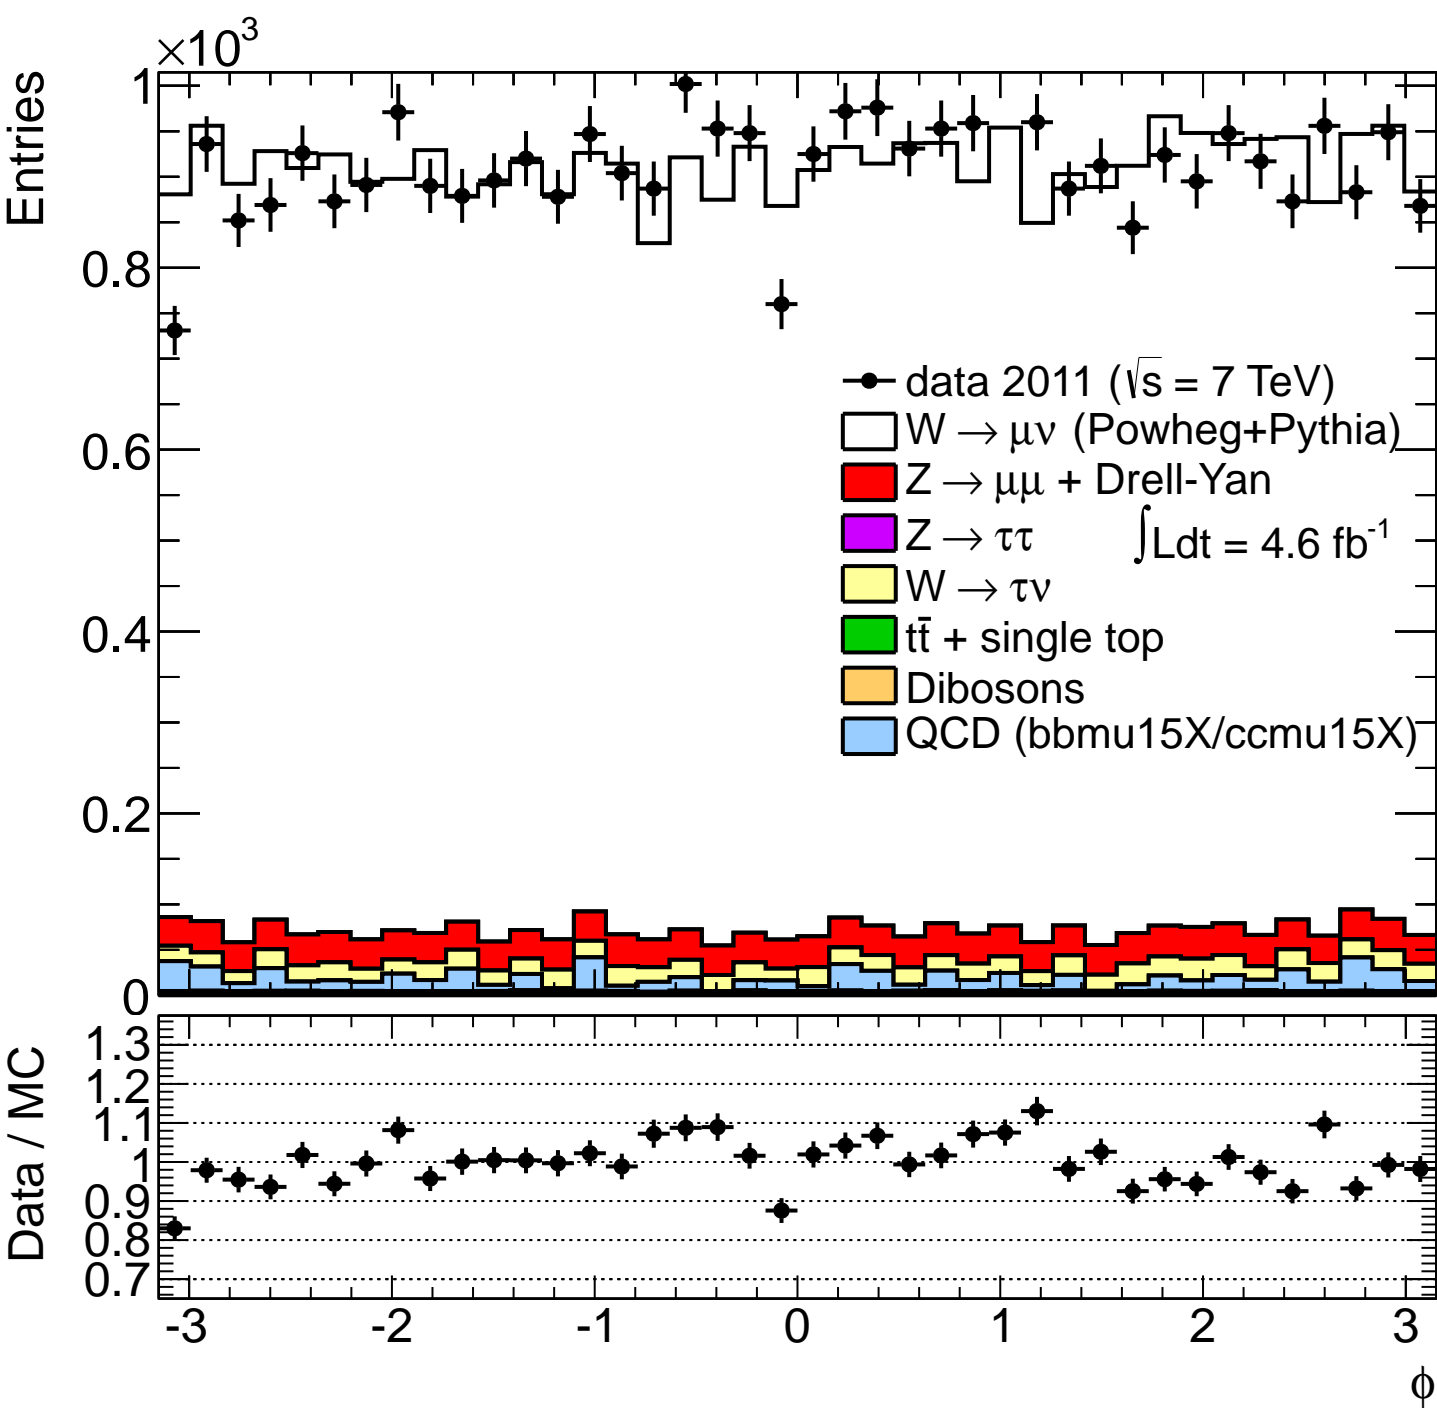 ×10³
Entries
1
0.8
0.6
0.4
0.2
0
data 2011 (√s = 7 TeV)
W → μν (Powheg+Pythia)
Z → μμ + Drell-Yan
Z → ττ
∫Ldt = 4.6 fb⁻¹
W → τν
tt̄ + single top
Dibosons
QCD (bbmu15X/ccmu15X)
Data / MC
1.3
1.2
1.1
1
0.9
0.8
0.7
-3 -2 -1 0 1 2 3
ϕ